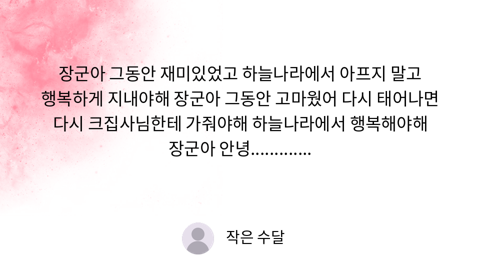 장군아 그동안 재미있었고 하늘나라에서 아프지 말고
행복하게 지내야해 장군아 그동안 고마웠어 다시 태어나면
다시 크집사님한테 가줘야해 하늘나라에서 행복해야해
장군아 안녕.............
작은 수달